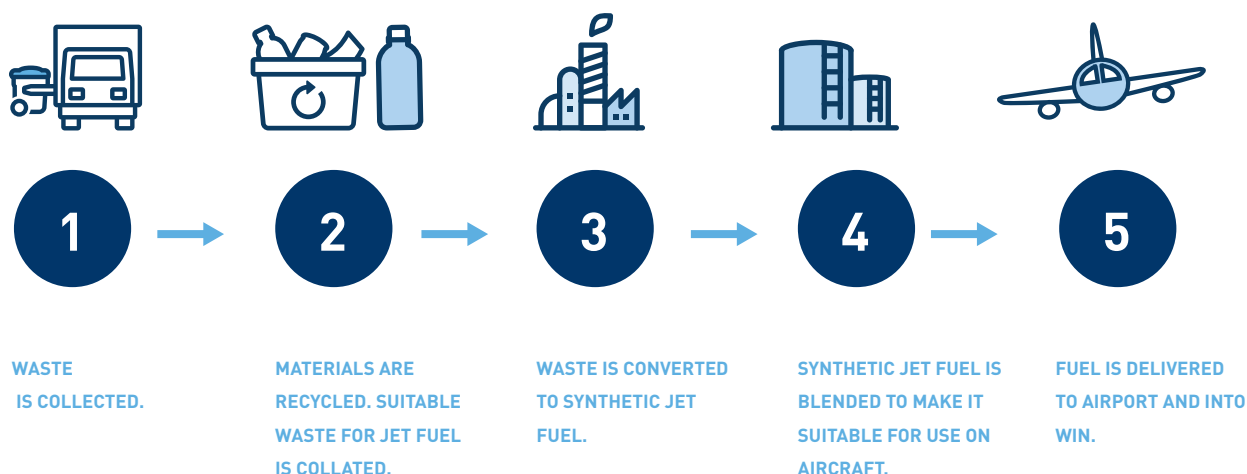 1
2
3
4
5
WASTE
IS COLLECTED.
MATERIALS ARE
RECYCLED. SUITABLE
WASTE FOR JET FUEL
IS COLLATED.
WASTE IS CONVERTED
TO SYNTHETIC JET
FUEL.
SYNTHETIC JET FUEL IS
BLENDED TO MAKE IT
SUITABLE FOR USE ON
AIRCRAFT.
FUEL IS DELIVERED
TO AIRPORT AND INTO
WIN.